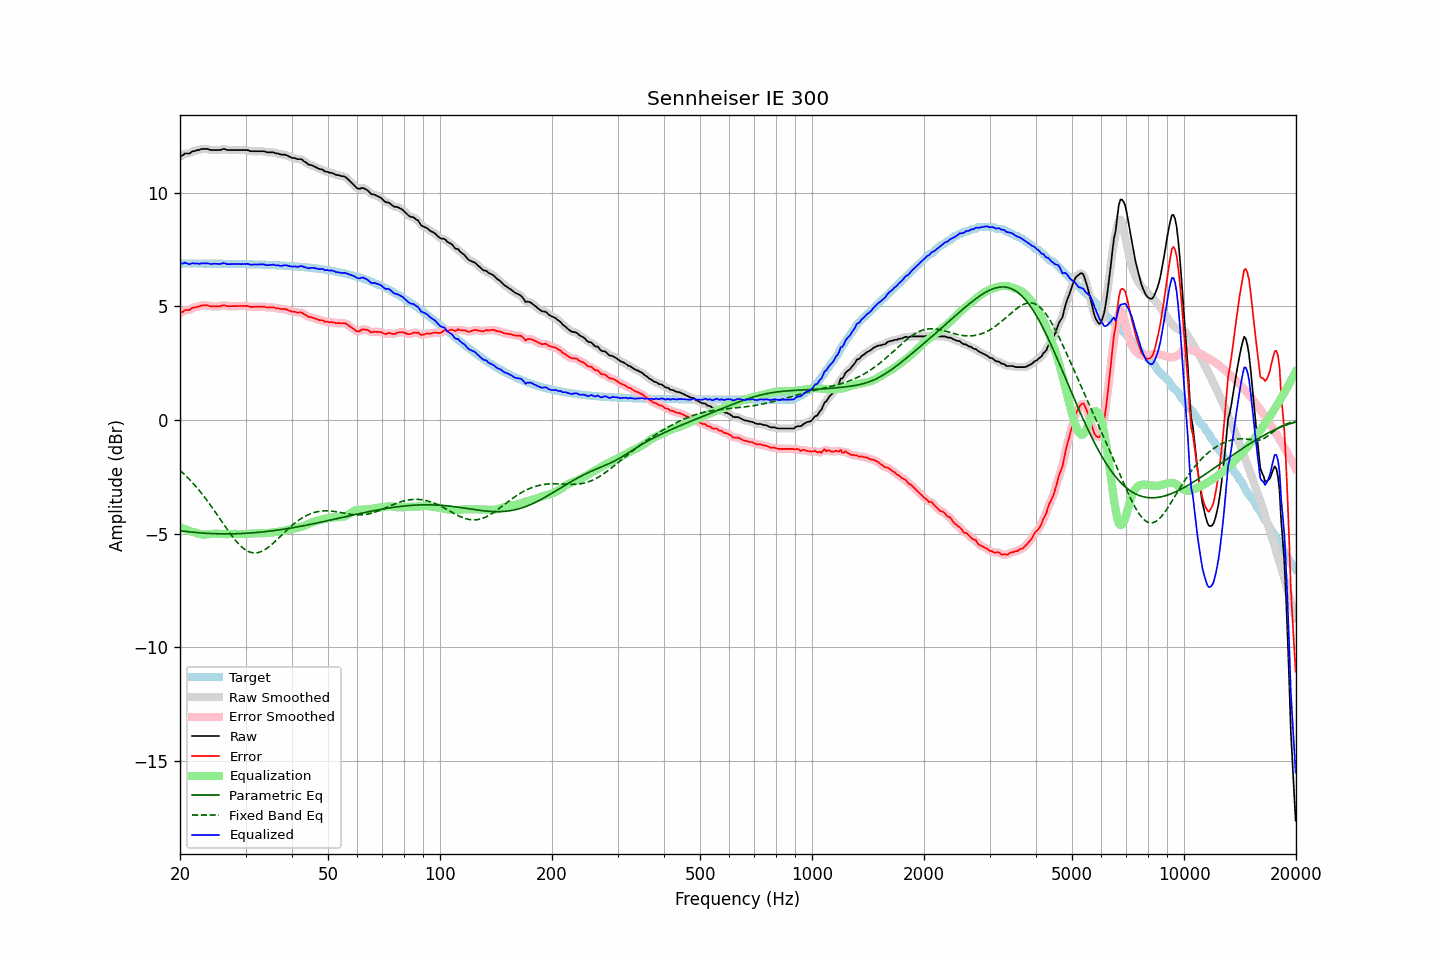 Sennheiser IE 300
Amplitude (dBr)
10
5
0
−5
−10
−15
Target
Raw Smoothed
Error Smoothed
Raw
Error
Equalization
Parametric Eq
Fixed Band Eq
Equalized
20 50 100 200 500 1000 2000 5000 10000 20000
Frequency (Hz)